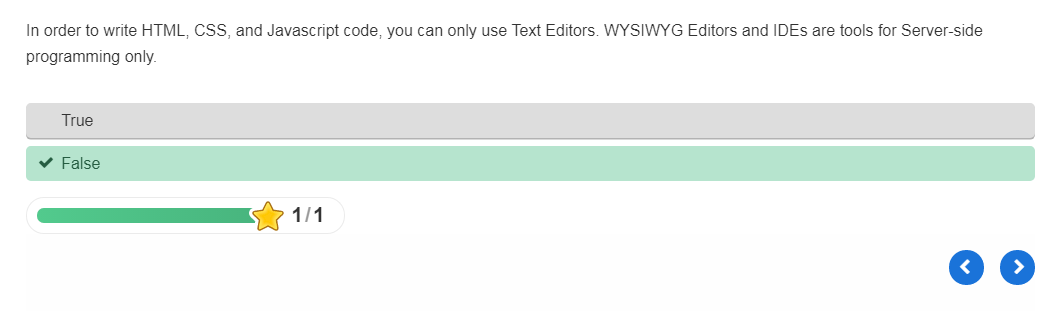 In order to write HTML, CSS, and Javascript code, you can only use Text Editors. WYSIWYG Editors and IDEs are tools for Server-side
programming only.
True
False
1/1